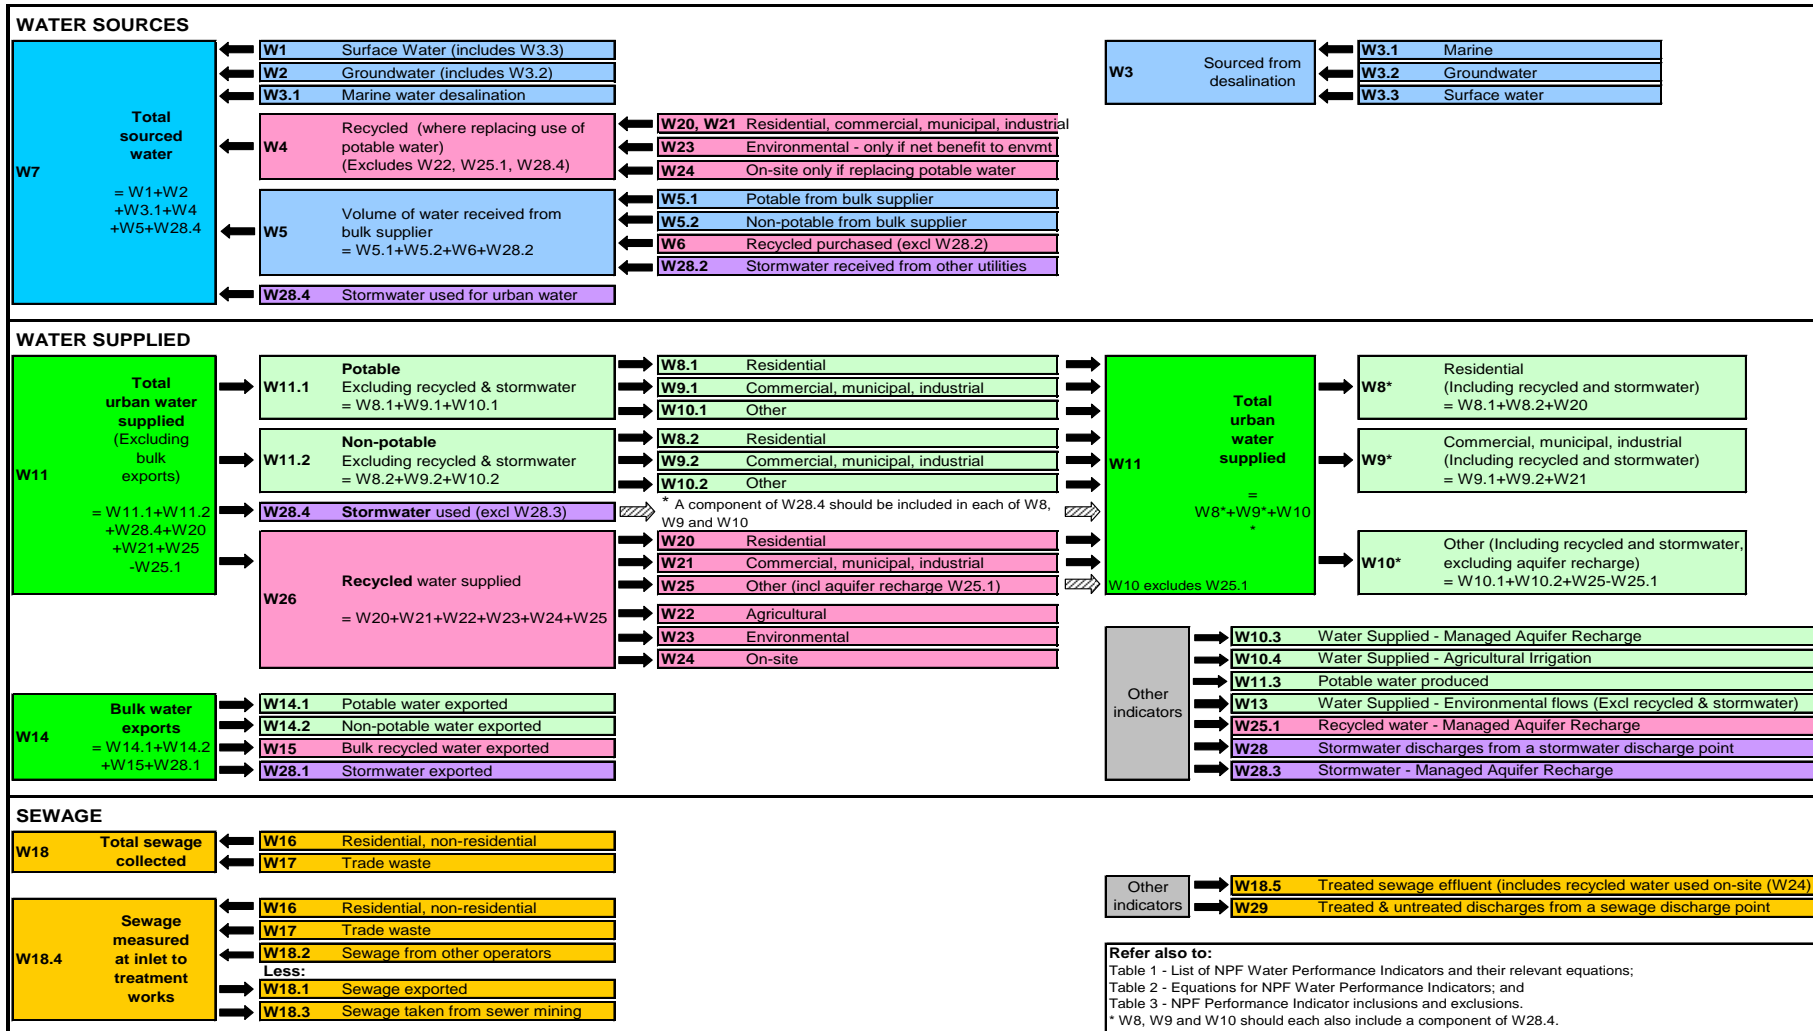 WATER SOURCES
W7
Total
sourced
water
= W1+W2
+W3.1+W4
+W5+W28.4
W1 Surface Water (includes W3.3)
W2 Groundwater (includes W3.2)
W3.1 Marine water desalination
W4
Recycled (where replacing use of
potable water)
(Excludes W22, W25.1, W28.4)
W20, W21 Residential, commercial, municipal, industrial
W23 Environmental - only if net benefit to envmt
W24 On-site only if replacing potable water
W5
Volume of water received from
bulk supplier
= W5.1+W5.2+W6+W28.2
W5.1 Potable from bulk supplier
W5.2 Non-potable from bulk supplier
W6 Recycled purchased (excl W28.2)
W28.2 Stormwater received from other utilities
W28.4 Stormwater used for urban water
W3
Sourced from
desalination
W3.1 Marine
W3.2 Groundwater
W3.3 Surface water
WATER SUPPLIED
W11
Total
urban water
supplied
(Excluding
bulk
exports)
= W11.1+W11.2
+W28.4+W20
+W21+W25
-W25.1
W11.1
Potable
Excluding recycled & stormwater
= W8.1+W9.1+W10.1
W8.1 Residential
W9.1 Commercial, municipal, industrial
W10.1 Other
W11.2
Non-potable
Excluding recycled & stormwater
= W8.2+W9.2+W10.2
W8.2 Residential
W9.2 Commercial, municipal, industrial
W10.2 Other
W28.4 Stormwater used (excl W28.3)
* A component of W28.4 should be included in each of W8,
W9 and W10
W26
Recycled water supplied
= W20+W21+W22+W23+W24+W25
W20 Residential
W21 Commercial, municipal, industrial
W25 Other (incl aquifer recharge W25.1)
W22 Agricultural
W23 Environmental
W24 On-site
W11
Total
urban
water
supplied
=
W8*+W9*+W10
*
W10 excludes W25.1
W8*
Residential
(Including recycled and stormwater)
= W8.1+W8.2+W20
W9*
Commercial, municipal, industrial
(Including recycled and stormwater)
= W9.1+W9.2+W21
W10*
Other (Including recycled and stormwater,
excluding aquifer recharge)
= W10.1+W10.2+W25-W25.1
W14
Bulk water
exports
= W14.1+W14.2
+W15+W28.1
W14.1 Potable water exported
W14.2 Non-potable water exported
W15 Bulk recycled water exported
W28.1 Stormwater exported
Other
indicators
W10.3 Water Supplied - Managed Aquifer Recharge
W10.4 Water Supplied - Agricultural Irrigation
W11.3 Potable water produced
W13 Water Supplied - Environmental flows (Excl recycled & stormwater)
W25.1 Recycled water - Managed Aquifer Recharge
W28 Stormwater discharges from a stormwater discharge point
W28.3 Stormwater - Managed Aquifer Recharge
SEWAGE
W18
Total sewage
collected
W16 Residential, non-residential
W17 Trade waste
W18.4
Sewage
measured
at inlet to
treatment
works
W16 Residential, non-residential
W17 Trade waste
W18.2 Sewage from other operators
Less:
W18.1 Sewage exported
W18.3 Sewage taken from sewer mining
Other
indicators
W18.5 Treated sewage effluent (includes recycled water used on-site (W24)
W29 Treated & untreated discharges from a sewage discharge point
Refer also to:
Table 1 - List of NPF Water Performance Indicators and their relevant equations;
Table 2 - Equations for NPF Water Performance Indicators; and
Table 3 - NPF Performance Indicator inclusions and exclusions.
* W8, W9 and W10 should each also include a component of W28.4.